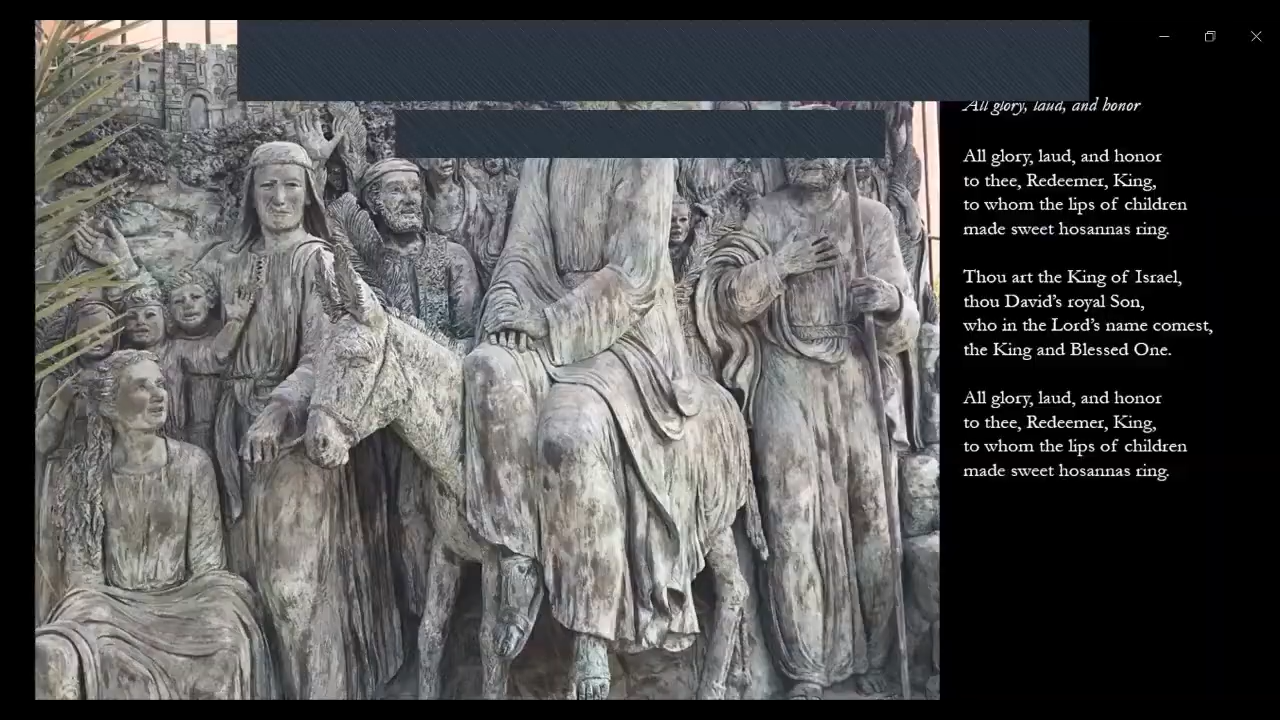 All glory, laud, and honor
All glory, laud, and honor
to thee, Redeemer, King,
to whom the lips of children
made sweet hosannas ring.
Thou art the King of Israel,
thou David’s royal Son,
who in the Lord’s name comest,
the King and Blessed One.
All glory, laud, and honor
to thee, Redeemer, King,
to whom the lips of children
made sweet hosannas ring.